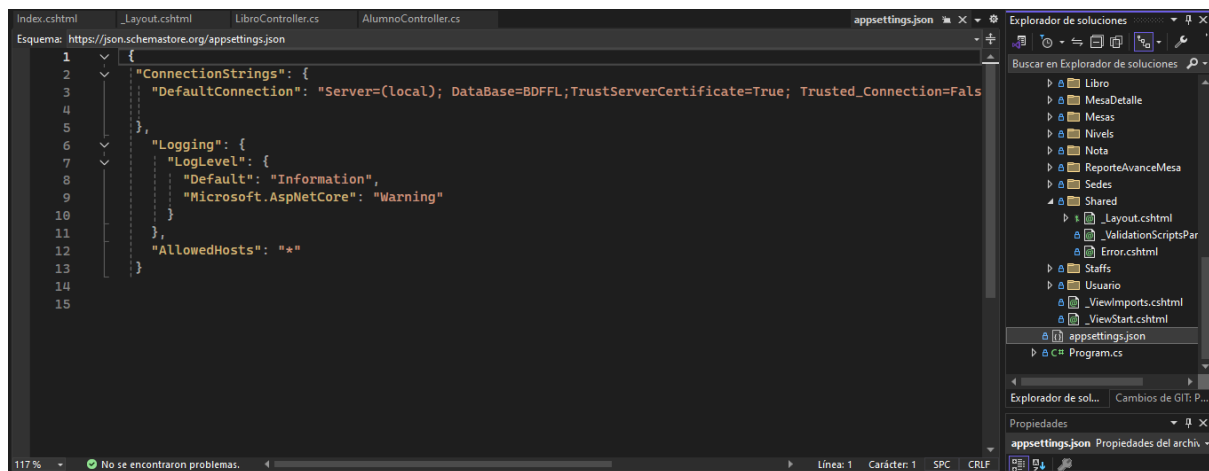 Index.cshtml _Layout.cshtml LibroController.cs AlumnoController.cs appsettings.json
Esquema: https://json.schemastore.org/appsettings.json
1 {
2 "ConnectionStrings": {
3 "DefaultConnection": "Server=(local); DataBase=BDFFL;TrustServerCertificate=True; Trusted_Connection=Fals
4
5 },
6 "Logging": {
7 "LogLevel": {
8 "Default": "Information",
9 "Microsoft.AspNetCore": "Warning"
10 }
11 },
12 "AllowedHosts": "*"
13 }
14
15
117 % No se encontraron problemas. Línea: 1 Carácter: 1 SPC CRLF
Explorador de soluciones
Buscar en Explorador de soluciones
Libro
MesaDetalle
Mesas
Nivels
Nota
ReporteAvanceMesa
Sedes
Shared
_Layout.cshtml
_ValidationScriptsPar
Error.cshtml
Staffs
Usuario
_ViewImports.cshtml
_ViewStart.cshtml
appsettings.json
C# Program.cs
Explorador de sol... Cambios de GIT: P...
Propiedades
appsettings.json Propiedades del archiv